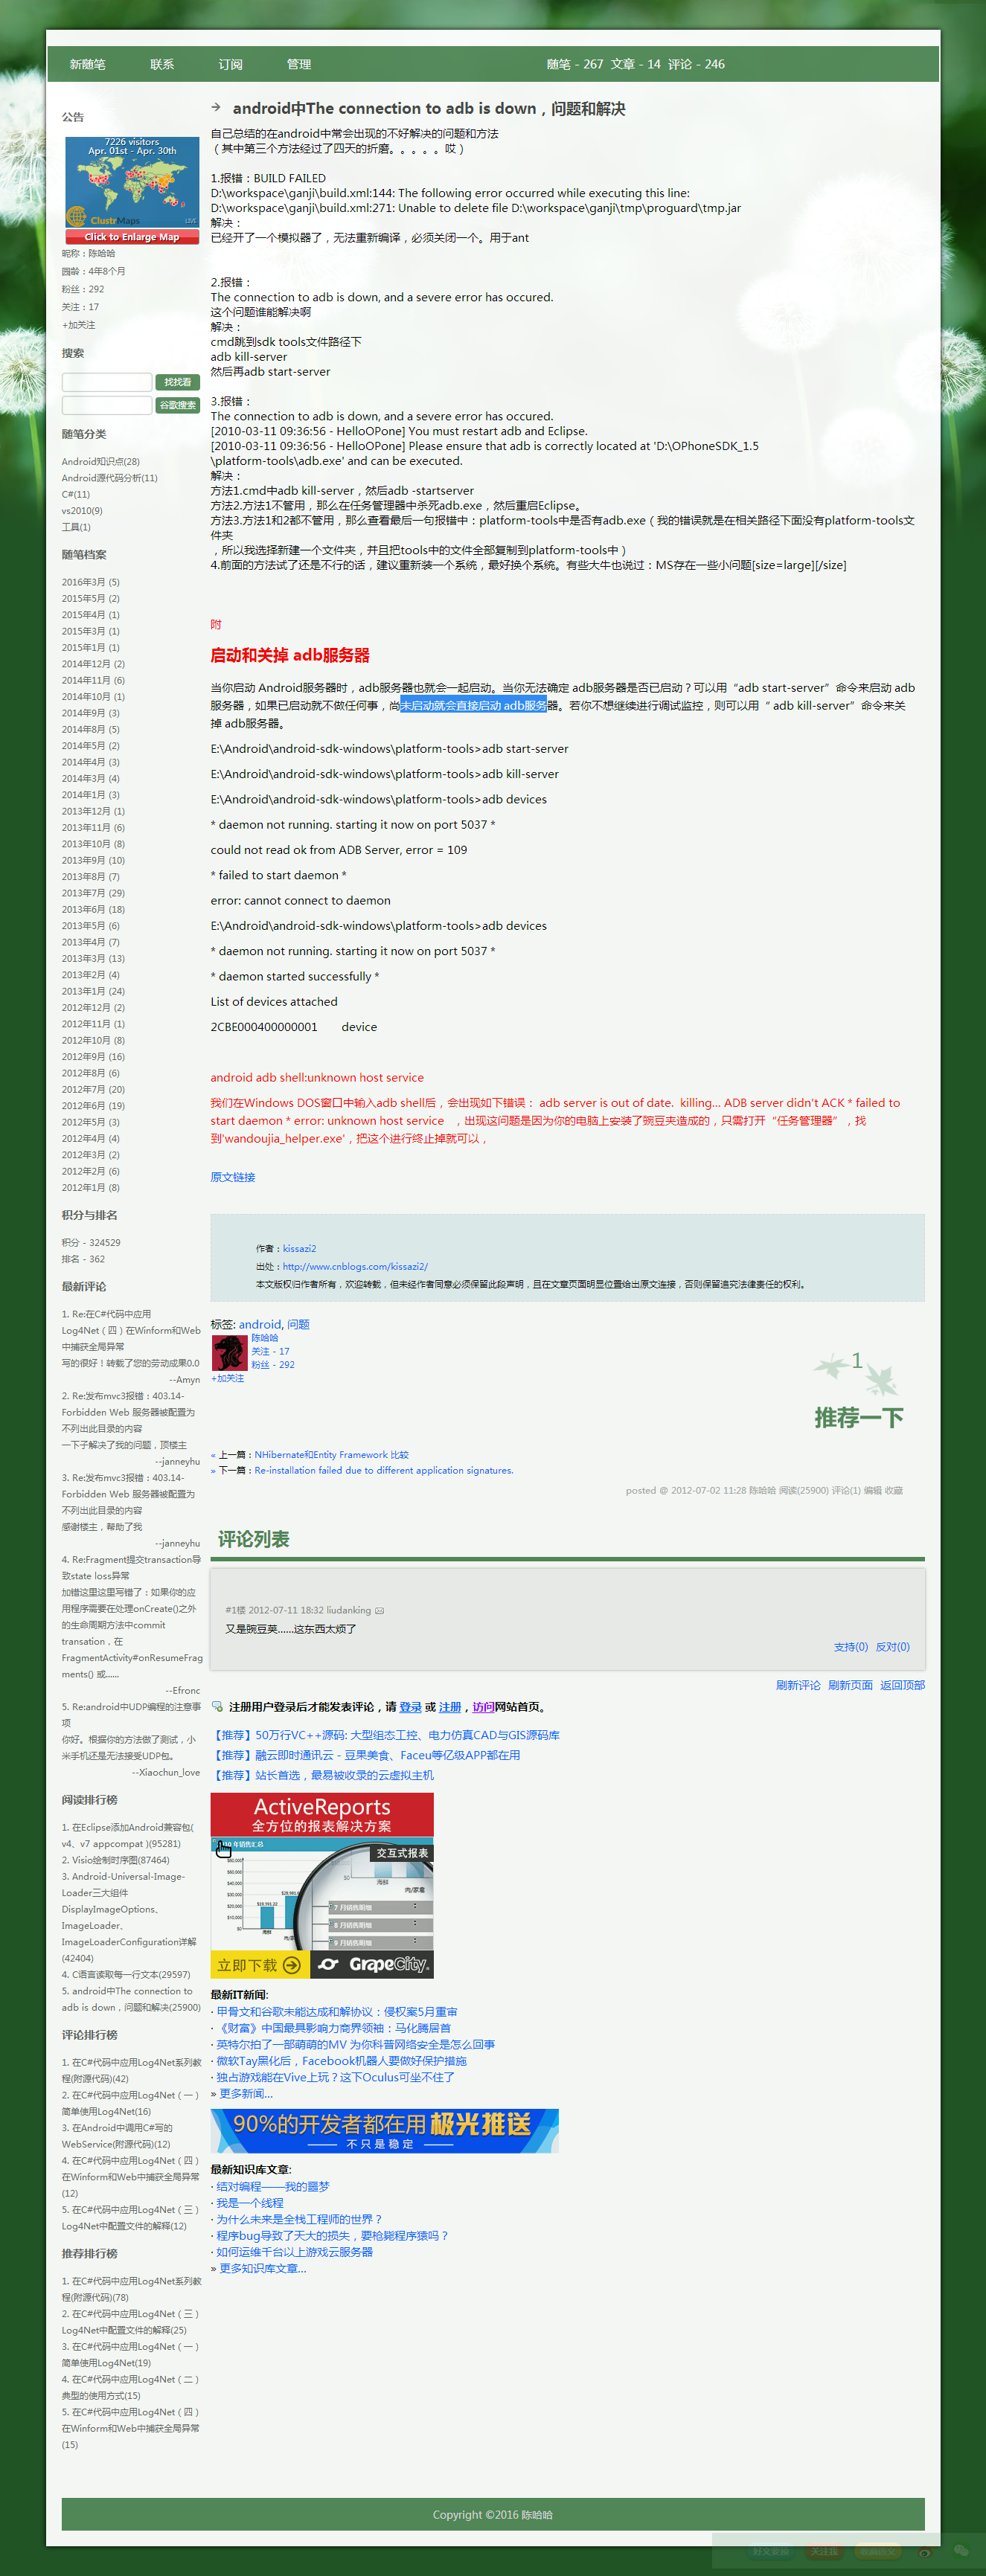 新随笔 联系 订阅 管理 随笔 - 267 文章 - 14 评论 - 246
公告
7226 visitors
Apr. 01st - Apr. 30th
ClustrMaps LIVE
Click to Enlarge Map
昵称：陈哈哈
园龄：4年8个月
粉丝：292
关注：17
+加关注
搜索
找找看
谷歌搜索
随笔分类
Android知识点(28)
Android源代码分析(11)
C#(11)
vs2010(9)
工具(1)
随笔档案
2016年3月 (5)
2015年5月 (2)
2015年4月 (1)
2015年3月 (1)
2015年1月 (1)
2014年12月 (2)
2014年11月 (6)
2014年10月 (1)
2014年9月 (3)
2014年8月 (5)
2014年5月 (2)
2014年4月 (3)
2014年3月 (4)
2014年1月 (3)
2013年12月 (1)
2013年11月 (6)
2013年10月 (8)
2013年9月 (10)
2013年8月 (7)
2013年7月 (29)
2013年6月 (18)
2013年5月 (6)
2013年4月 (7)
2013年3月 (13)
2013年2月 (4)
2013年1月 (24)
2012年12月 (2)
2012年11月 (1)
2012年10月 (8)
2012年9月 (16)
2012年8月 (6)
2012年7月 (20)
2012年6月 (19)
2012年5月 (3)
2012年4月 (4)
2012年3月 (2)
2012年2月 (6)
2012年1月 (8)
积分与排名
积分 - 324529
排名 - 362
最新评论
1. Re:在C#代码中应用
Log4Net（四）在Winform和Web
中捕获全局异常
写的很好！转载了您的劳动成果0.0
--Amyn
2. Re:发布mvc3报错：403.14-
Forbidden Web 服务器被配置为
不列出此目录的内容
一下子解决了我的问题，顶楼主
--janneyhu
3. Re:发布mvc3报错：403.14-
Forbidden Web 服务器被配置为
不列出此目录的内容
感谢楼主，帮助了我
--janneyhu
4. Re:Fragment提交transaction导
致state loss异常
加错这里这里写错了：如果你的应
用程序需要在处理onCreate()之外
的生命周期方法中commit
transation，在
FragmentActivity#onResumeFrag
ments() 或......
--Efronc
5. Re:android中UDP编程的注意事
项
你好。根据你的方法做了测试，小
米手机还是无法接受UDP包。
--Xiaochun_love
阅读排行榜
1. 在Eclipse添加Android兼容包(
v4、v7 appcompat )(95281)
2. Visio绘制时序图(87464)
3. Android-Universal-Image-
Loader三大组件
DisplayImageOptions、
ImageLoader、
ImageLoaderConfiguration详解
(42404)
4. C语言读取每一行文本(29597)
5. android中The connection to
adb is down，问题和解决(25900)
评论排行榜
1. 在C#代码中应用Log4Net系列教
程(附源代码)(42)
2. 在C#代码中应用Log4Net（一）
简单使用Log4Net(16)
3. 在Android中调用C#写的
WebService(附源代码)(12)
4. 在C#代码中应用Log4Net（四）
在Winform和Web中捕获全局异常
(12)
5. 在C#代码中应用Log4Net（三）
Log4Net中配置文件的解释(12)
推荐排行榜
1. 在C#代码中应用Log4Net系列教
程(附源代码)(78)
2. 在C#代码中应用Log4Net（三）
Log4Net中配置文件的解释(25)
3. 在C#代码中应用Log4Net（一）
简单使用Log4Net(19)
4. 在C#代码中应用Log4Net（二）
典型的使用方式(15)
5. 在C#代码中应用Log4Net（四）
在Winform和Web中捕获全局异常
(15)
android中The connection to adb is down，问题和解决
自己总结的在android中常会出现的不好解决的问题和方法
（其中第三个方法经过了四天的折磨。。。。。哎）
1.报错：BUILD FAILED
D:\workspace\ganji\build.xml:144: The following error occurred while executing this line:
D:\workspace\ganji\build.xml:271: Unable to delete file D:\workspace\ganji\tmp\proguard\tmp.jar
解决：
已经开了一个模拟器了，无法重新编译，必须关闭一个。用于ant
2.报错：
The connection to adb is down, and a severe error has occured.
这个问题谁能解决啊
解决：
cmd跳到sdk tools文件路径下
adb kill-server
然后再adb start-server
3.报错：
The connection to adb is down, and a severe error has occured.
[2010-03-11 09:36:56 - HelloOPone] You must restart adb and Eclipse.
[2010-03-11 09:36:56 - HelloOPone] Please ensure that adb is correctly located at 'D:\OPhoneSDK_1.5
\platform-tools\adb.exe' and can be executed.
解决：
方法1.cmd中adb kill-server，然后adb -startserver
方法2.方法1不管用，那么在任务管理器中杀死adb.exe，然后重启Eclipse。
方法3.方法1和2都不管用，那么查看最后一句报错中：platform-tools中是否有adb.exe（我的错误就是在相关路径下面没有platform-tools文
件夹
，所以我选择新建一个文件夹，并且把tools中的文件全部复制到platform-tools中）
4.前面的方法试了还是不行的话，建议重新装一个系统，最好换个系统。有些大牛也说过：MS存在一些小问题[size=large][/size]
附
启动和关掉 adb服务器
当你启动 Android服务器时，adb服务器也就会一起启动。当你无法确定 adb服务器是否已启动？可以用“adb start-server”命令来启动 adb
服务器，如果已启动就不做任何事，尚未启动就会直接启动 adb服务器。若你不想继续进行调试监控，则可以用“ adb kill-server”命令来关
掉 adb服务器。
E:\Android\android-sdk-windows\platform-tools>adb start-server
E:\Android\android-sdk-windows\platform-tools>adb kill-server
E:\Android\android-sdk-windows\platform-tools>adb devices
* daemon not running. starting it now on port 5037 *
could not read ok from ADB Server, error = 109
* failed to start daemon *
error: cannot connect to daemon
E:\Android\android-sdk-windows\platform-tools>adb devices
* daemon not running. starting it now on port 5037 *
* daemon started successfully *
List of devices attached
2CBE000400000001 device
android adb shell:unknown host service
我们在Windows DOS窗口中输入adb shell后，会出现如下错误： adb server is out of date. killing... ADB server didn't ACK * failed to
start daemon * error: unknown host service ，出现这问题是因为你的电脑上安装了豌豆夹造成的，只需打开“任务管理器”，找
到'wandoujia_helper.exe'，把这个进行终止掉就可以，
原文链接
作者：kissazi2
出处：http://www.cnblogs.com/kissazi2/
本文版权归作者所有，欢迎转载，但未经作者同意必须保留此段声明，且在文章页面明显位置给出原文连接，否则保留追究法律责任的权利。
标签: android, 问题
陈哈哈
关注 - 17
粉丝 - 292
+加关注
1
推荐一下
« 上一篇：NHibernate和Entity Framework 比较
» 下一篇：Re-installation failed due to different application signatures.
posted @ 2012-07-02 11:28 陈哈哈 阅读(25900) 评论(1) 编辑 收藏
评论列表
#1楼 2012-07-11 18:32 liudanking
又是豌豆荚......这东西太烦了
支持(0) 反对(0)
刷新评论 刷新页面 返回顶部
注册用户登录后才能发表评论，请 登录 或 注册，访问网站首页。
【推荐】50万行VC++源码: 大型组态工控、电力仿真CAD与GIS源码库
【推荐】融云即时通讯云－豆果美食、Faceu等亿级APP都在用
【推荐】站长首选，最易被收录的云虚拟主机
ActiveReports
全方位的报表解决方案
交互式报表
7 月销售明细
8 月销售明细
9 月销售明细
立即下载 GrapeCity
最新IT新闻:
· 甲骨文和谷歌未能达成和解协议：侵权案5月重审
· 《财富》中国最具影响力商界领袖：马化腾居首
· 英特尔拍了一部萌萌的MV 为你科普网络安全是怎么回事
· 微软Tay黑化后，Facebook机器人要做好保护措施
· 独占游戏能在Vive上玩？这下Oculus可坐不住了
» 更多新闻...
90%的开发者都在用 极光推送
不只是稳定
最新知识库文章:
· 结对编程——我的噩梦
· 我是一个线程
· 为什么未来是全栈工程师的世界？
· 程序bug导致了天大的损失，要枪毙程序猿吗？
· 如何运维千台以上游戏云服务器
» 更多知识库文章...
Copyright ©2016 陈哈哈